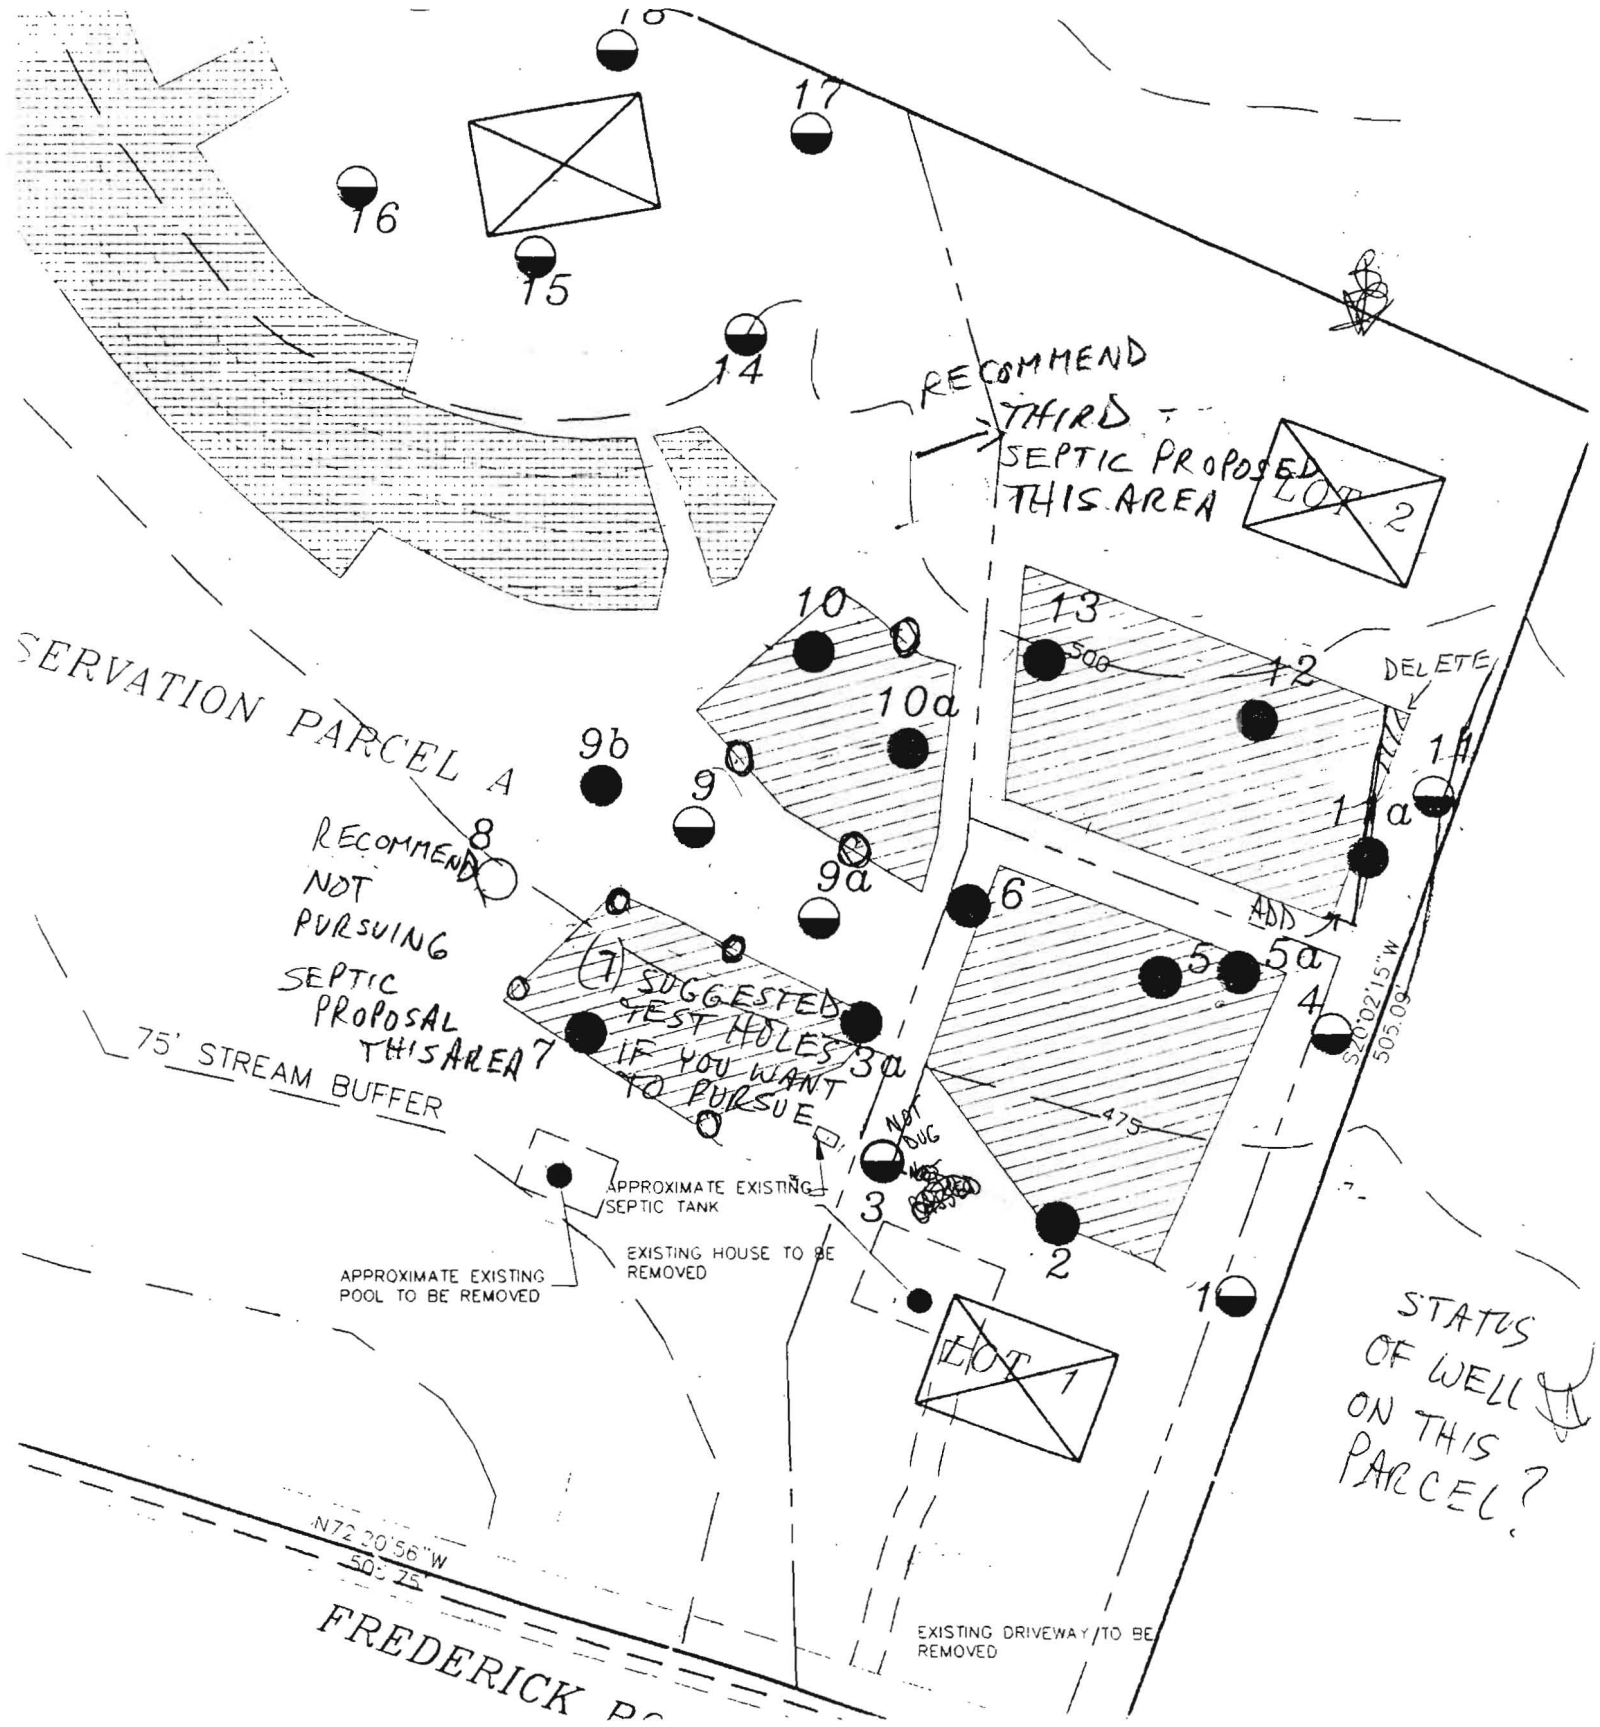 18
17
16
15
14
RECOMMEND
THIRD
SEPTIC PROPOSED
THIS AREA
LOT 2
10
13
500
12
DELETE
10a
11
SERVATION PARCEL A
9b
9
1 a
8
RECOMMEND
NOT
PURSUING
SEPTIC
PROPOSAL
THIS AREA
9a
6
ADD
5
5a
4
S20°02'15"W
505.09
(7) SUGGESTED
TEST HOLES
IF YOU WANT
TO PURSUE
7
3a
75' STREAM BUFFER
NOT
DUG
475
3
2
1
APPROXIMATE EXISTING
SEPTIC TANK
EXISTING HOUSE TO BE
REMOVED
APPROXIMATE EXISTING
POOL TO BE REMOVED
LOT 1
STATUS
OF WELL
ON THIS
PARCEL?
EXISTING DRIVEWAY TO BE
REMOVED
FREDERICK